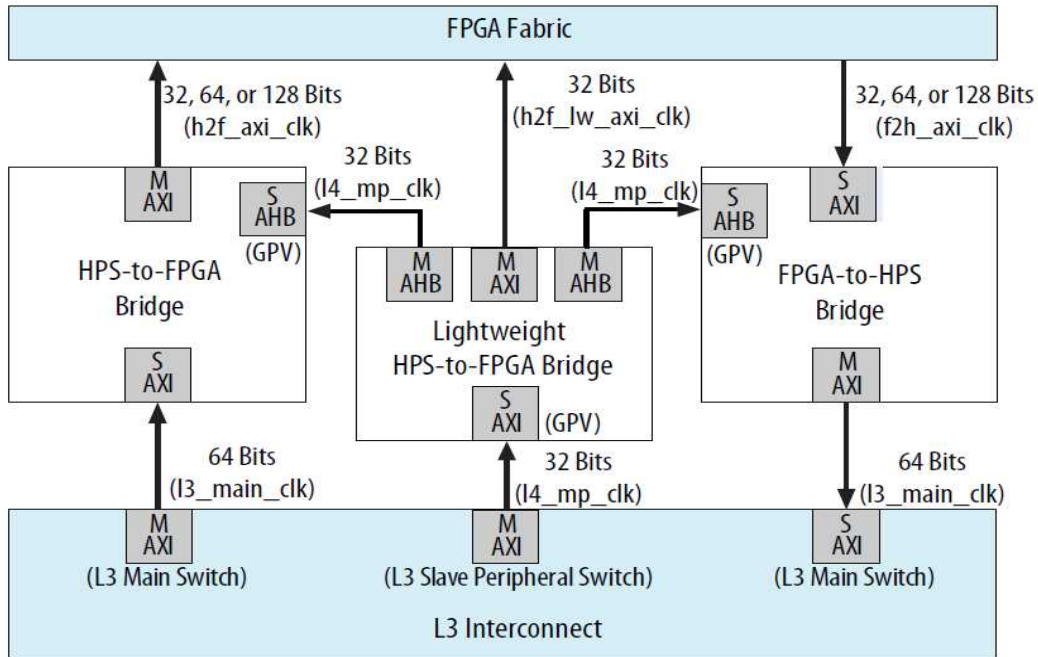 FPGA Fabric
32, 64, or 128 Bits
(h2f_axi_clk)
32 Bits
(h2f_lw_axi_clk)
32, 64, or 128 Bits
(f2h_axi_clk)
32 Bits
(l4_mp_clk)
32 Bits
(l4_mp_clk)
M
AXI
S
AHB
(GPV)
HPS-to-FPGA
Bridge
S
AXI
M
AHB
M
AXI
M
AHB
Lightweight
HPS-to-FPGA Bridge
S
AXI
(GPV)
S
AXI
S
AHB
(GPV)
FPGA-to-HPS
Bridge
M
AXI
64 Bits
(l3_main_clk)
32 Bits
(l4_mp_clk)
64 Bits
(l3_main_clk)
M
AXI
(L3 Main Switch)
M
AXI
(L3 Slave Peripheral Switch)
S
AXI
(L3 Main Switch)
L3 Interconnect